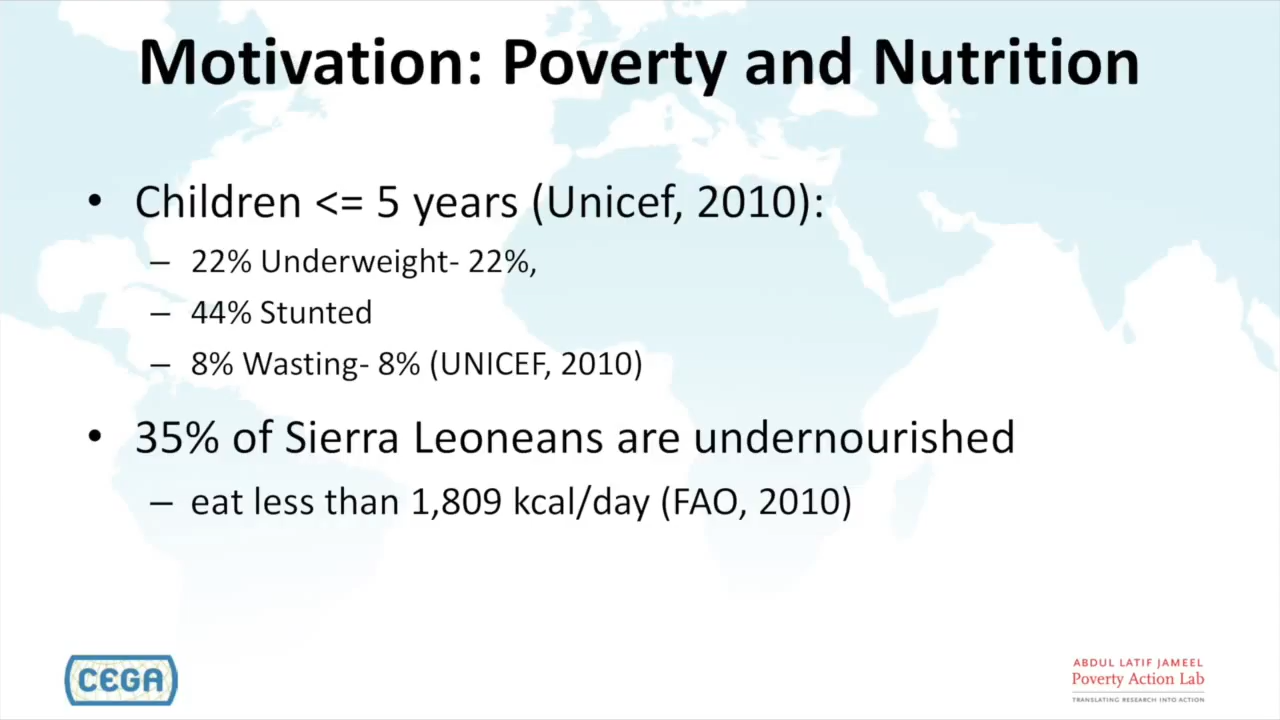 Motivation: Poverty and Nutrition
• Children <= 5 years (Unicef, 2010):
– 22% Underweight- 22%,
– 44% Stunted
– 8% Wasting- 8% (UNICEF, 2010)
• 35% of Sierra Leoneans are undernourished
– eat less than 1,809 kcal/day (FAO, 2010)
CEGA
ABDUL LATIF JAMEEL
Poverty Action Lab
TRANSLATING RESEARCH INTO ACTION